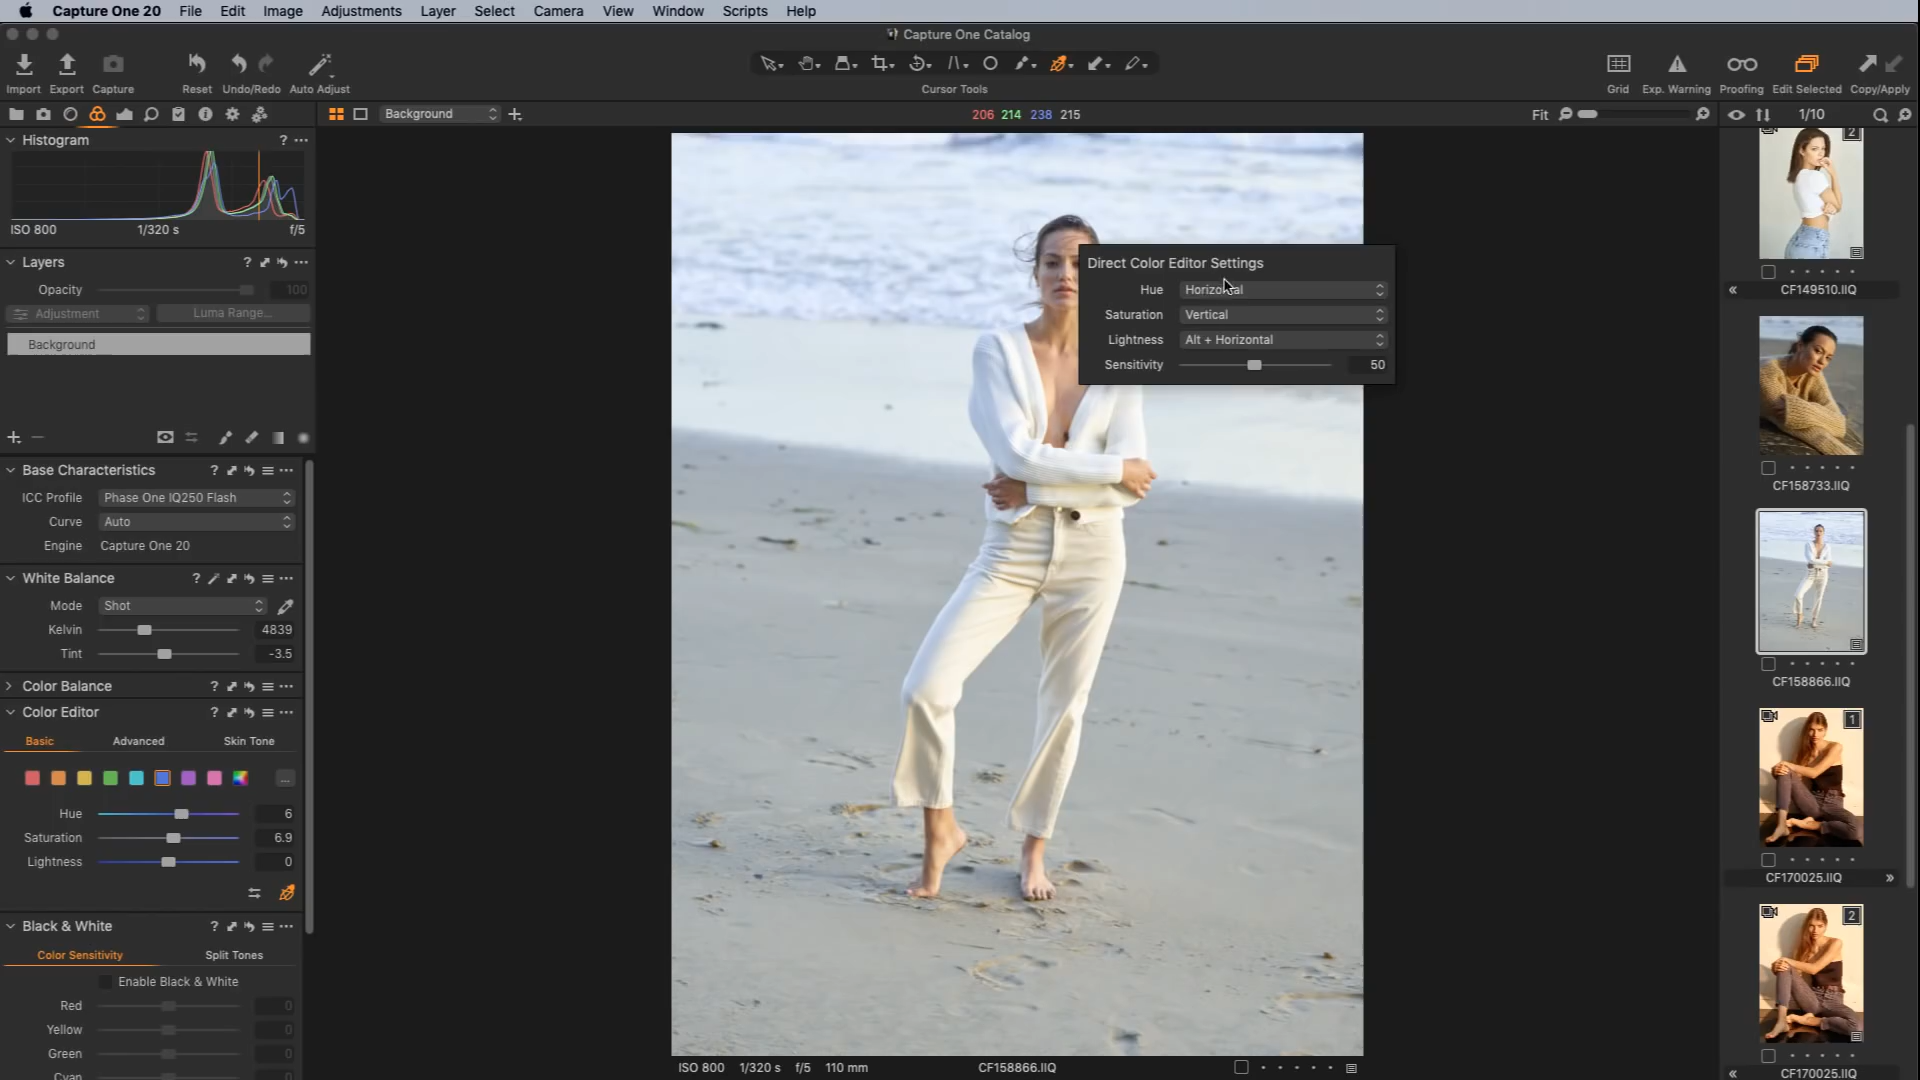 Capture One 20 File Edit Image Adjustments Layer Select Camera View Window Scripts Help
Capture One Catalog
Import Export Capture Reset Undo/Redo Auto Adjust Cursor Tools Grid Exp. Warning Proofing Edit Selected Copy/Apply
Background 206 214 238 215 Fit 1/10
Histogram ? ...
ISO 800 1/320 s f/5
Layers ? ...
Opacity 100
Adjustment Luma Range...
Background
Base Characteristics ? ...
ICC Profile Phase One IQ250 Flash
Curve Auto
Engine Capture One 20
White Balance ? ...
Mode Shot
Kelvin 4839
Tint -3.5
Color Balance ? ...
Color Editor ? ...
Basic Advanced Skin Tone
...
Hue 6
Saturation 6.9
Lightness 0
Black & White ? ...
Color Sensitivity Split Tones
Enable Black & White
Red 0
Yellow 0
Green 0
Cyan
Direct Color Editor Settings
Hue Horizontal
Saturation Vertical
Lightness Alt + Horizontal
Sensitivity 50
ISO 800 1/320 s f/5 110 mm CF158866.IIQ
2
« CF149510.IIQ
CF158733.IIQ
CF158866.IIQ
1
CF170025.IIQ »
2
« CF170025.IIQ